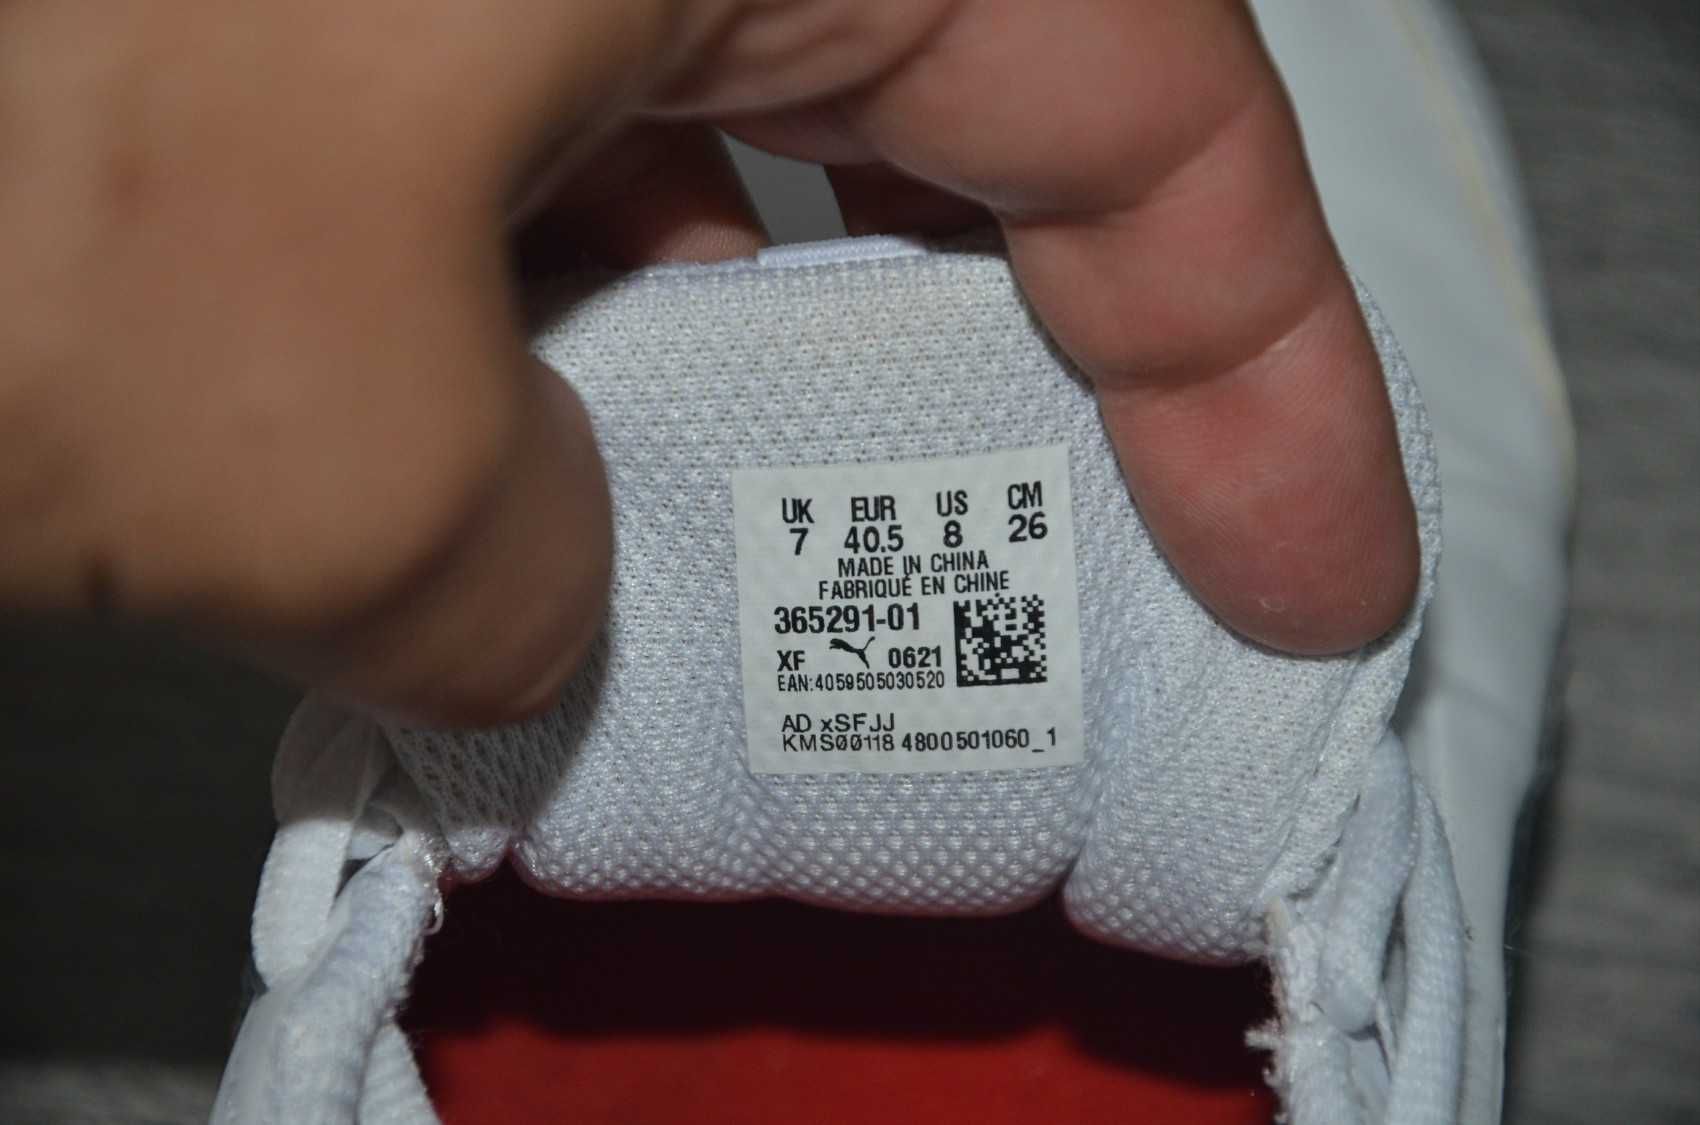 UK EUR US CM
7 40.5 8 26
MADE IN CHINA
FABRIQUÉ EN CHINE
365291-01
XF 0621
EAN:4059505030520
AD xSFJJ
KMS00118 4800501060_1